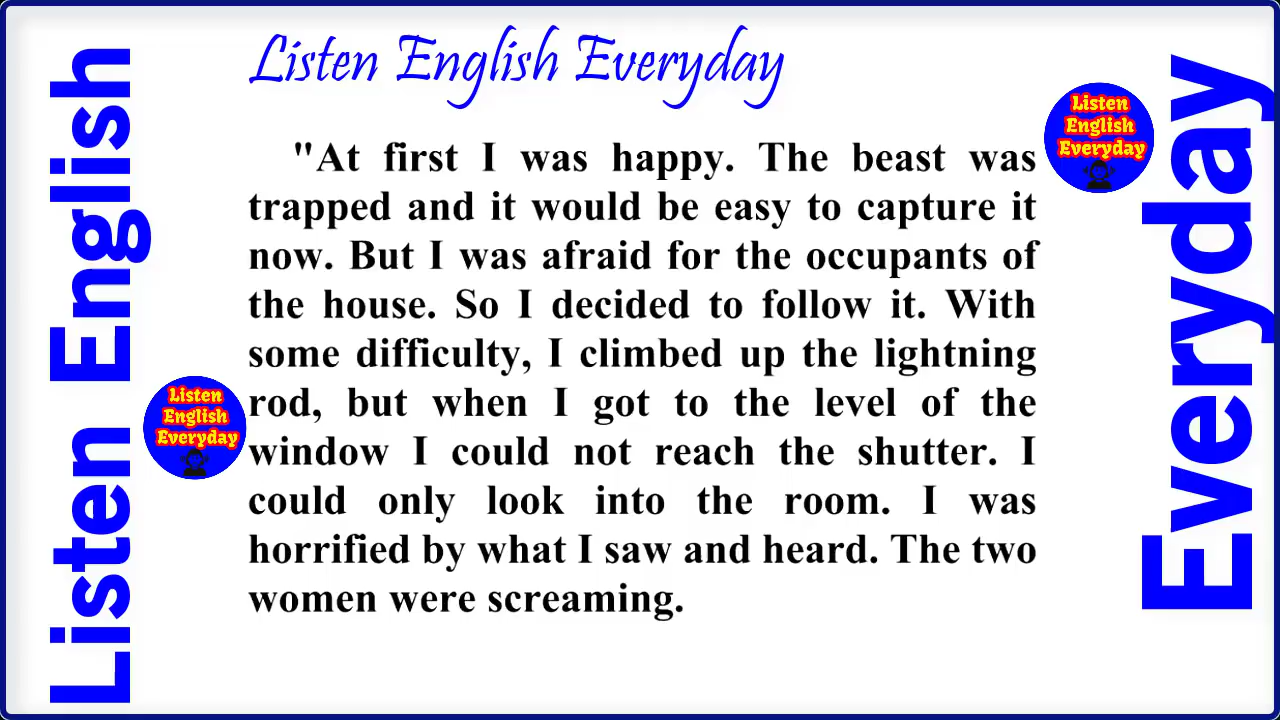 Listen English Everyday
"At first I was happy. The beast was
trapped and it would be easy to capture it
now. But I was afraid for the occupants of
the house. So I decided to follow it. With
some difficulty, I climbed up the lightning
rod, but when I got to the level of the
window I could not reach the shutter. I
could only look into the room. I was
horrified by what I saw and heard. The two
women were screaming.
Listen English
Everyday
Listen
English
Everyday
Listen
English
Everyday